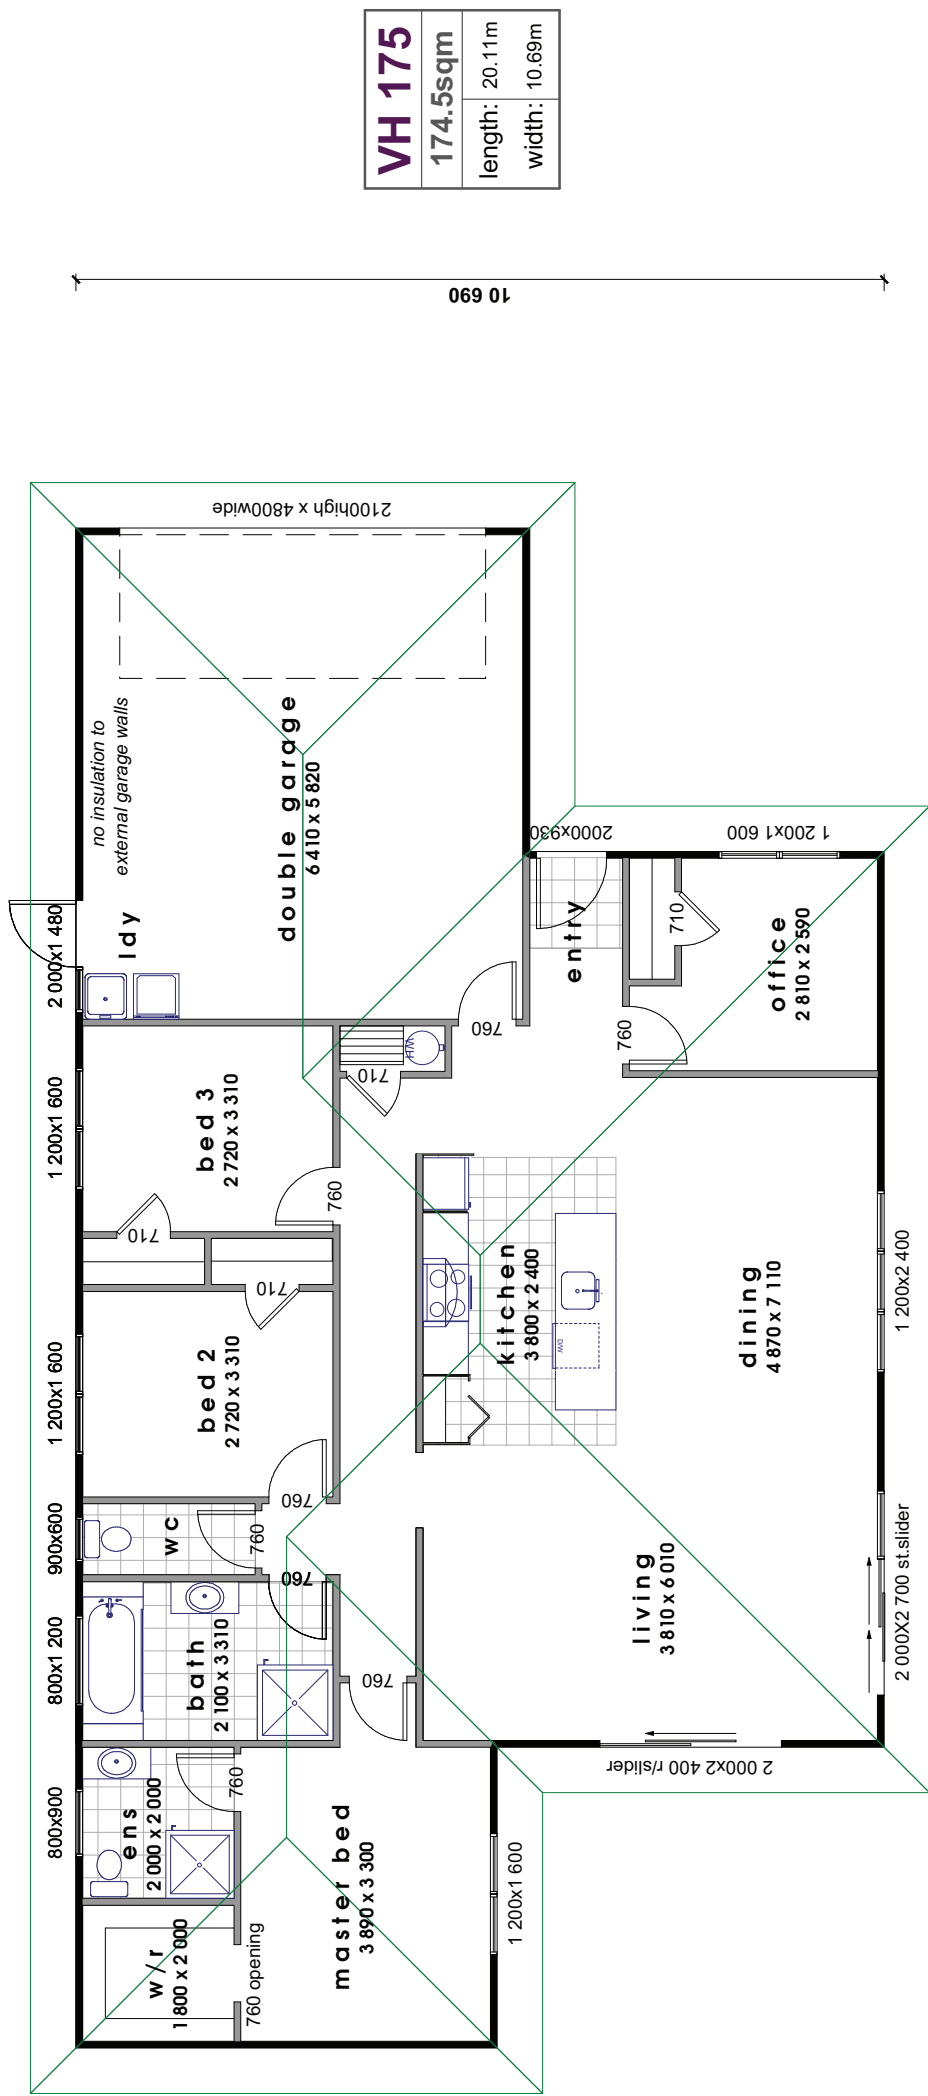 VH 175
174.5sqm
length: 20.11m
width: 10.69m
10 690
2100high x 4800wide
no insulation to
external garage walls
double garage
6 410 x 5 820
ldy
2 000x1 480
2000x930
entry
1 200x1 600
710
office
2 810 x 2 590
760
760
W/H
710
1 200x1 600
bed 3
2 720 x 3 310
760
710
710
1 200x1 600
bed 2
2 720 x 3 310
760
kitchen
3 800 x 2 400
DW
dining
4 870 x 7 110
1 200x2 400
900x600
wc
760
760
living
3 810 x 6 010
2 000X2 700 st.slider
2 000x2 400 r/slider
800x1 200
bath
2 100 x 3 310
760
800x900
ens
2 000 x 2 000
760
master bed
3 890 x 3 300
1 200x1 600
w/r
1 800 x 2 000
760 opening